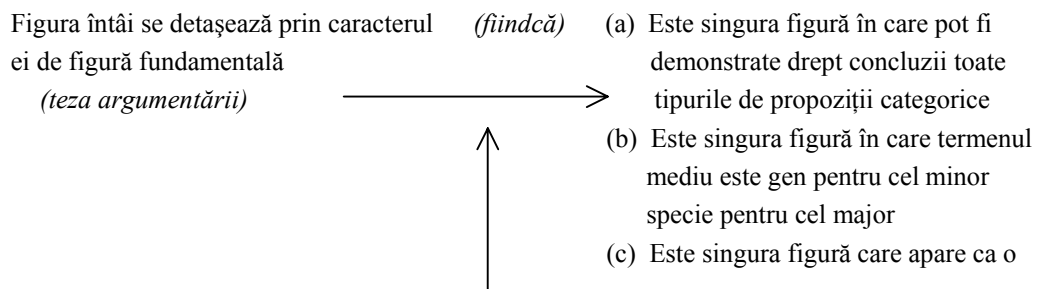 Figura întâi se detaşează prin caracterul
ei de figură fundamentală
(teza argumentării)
(fiindcă)
(a) Este singura figură în care pot fi
demonstrate drept concluzii toate
tipurile de propoziții categorice
(b) Este singura figură în care termenul
mediu este gen pentru cel minor
specie pentru cel major
(c) Este singura figură care apare ca o